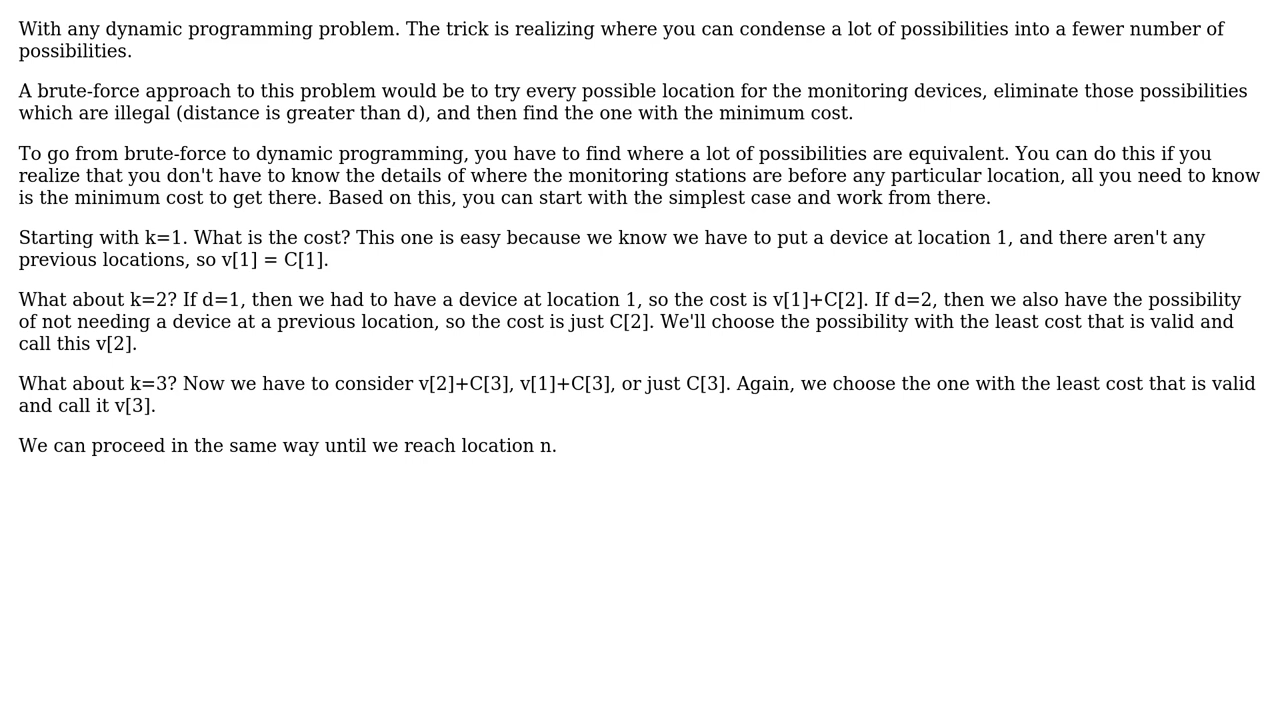 With any dynamic programming problem. The trick is realizing where you can condense a lot of possibilities into a fewer number of
possibilities.
A brute-force approach to this problem would be to try every possible location for the monitoring devices, eliminate those possibilities
which are illegal (distance is greater than d), and then find the one with the minimum cost.
To go from brute-force to dynamic programming, you have to find where a lot of possibilities are equivalent. You can do this if you
realize that you don't have to know the details of where the monitoring stations are before any particular location, all you need to know
is the minimum cost to get there. Based on this, you can start with the simplest case and work from there.
Starting with k=1. What is the cost? This one is easy because we know we have to put a device at location 1, and there aren't any
previous locations, so v[1] = C[1].
What about k=2? If d=1, then we had to have a device at location 1, so the cost is v[1]+C[2]. If d=2, then we also have the possibility
of not needing a device at a previous location, so the cost is just C[2]. We'll choose the possibility with the least cost that is valid and
call this v[2].
What about k=3? Now we have to consider v[2]+C[3], v[1]+C[3], or just C[3]. Again, we choose the one with the least cost that is valid
and call it v[3].
We can proceed in the same way until we reach location n.